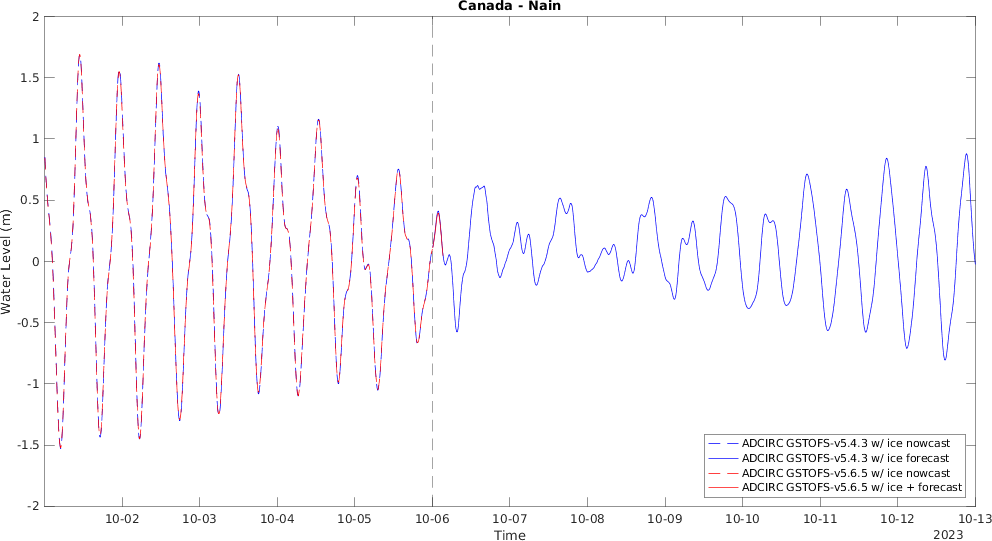 Canada - Nain
2
1.5
1
0.5
0
-0.5
-1
-1.5
-2
Water Level (m)
10-02 10-03 10-04 10-05 10-06 10-07 10-08 10-09 10-10 10-11 10-12 10-13
Time
2023
ADCIRC GSTOFS-v5.4.3 w/ ice nowcast
ADCIRC GSTOFS-v5.4.3 w/ ice forecast
ADCIRC GSTOFS-v5.6.5 w/ ice nowcast
ADCIRC GSTOFS-v5.6.5 w/ ice + forecast